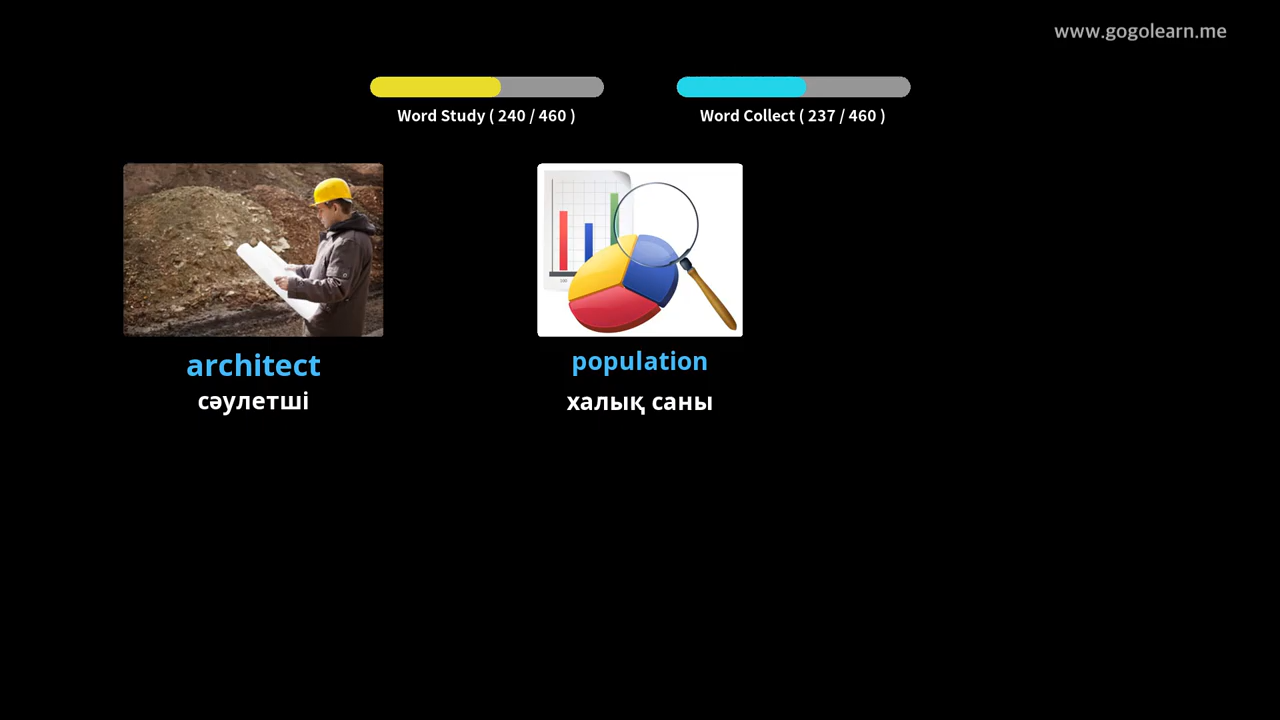 www.gogolearn.me
Word Study ( 240 / 460 )
Word Collect ( 237 / 460 )
architect
сәулетші
population
халық саны